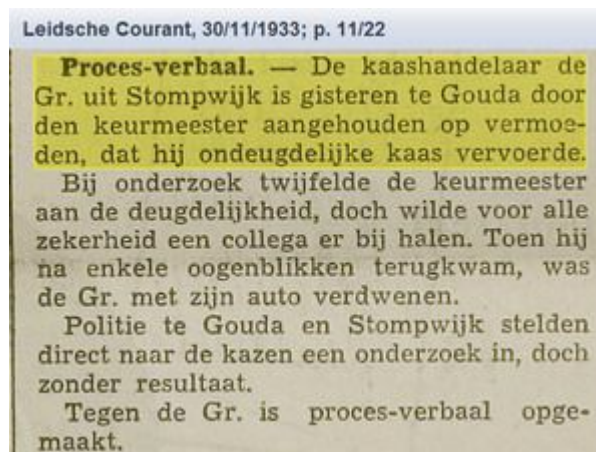 Leidsche Courant, 30/11/1933; p. 11/22
Proces-verbaal. — De kaashandelaar de
Gr. uit Stompwijk is gisteren te Gouda door
den keurmeester aangehouden op vermoe-
den, dat hij ondeugdelijke kaas vervoerde.
Bij onderzoek twijfelde de keurmeester
aan de deugdelijkheid, doch wilde voor alle
zekerheid een collega er bij halen. Toen hij
na enkele oogenblikken terugkwam, was
de Gr. met zijn auto verdwenen.
Politie te Gouda en Stompwijk stelden
direct naar de kazen een onderzoek in, doch
zonder resultaat.
Tegen de Gr. is proces-verbaal opge-
maakt.